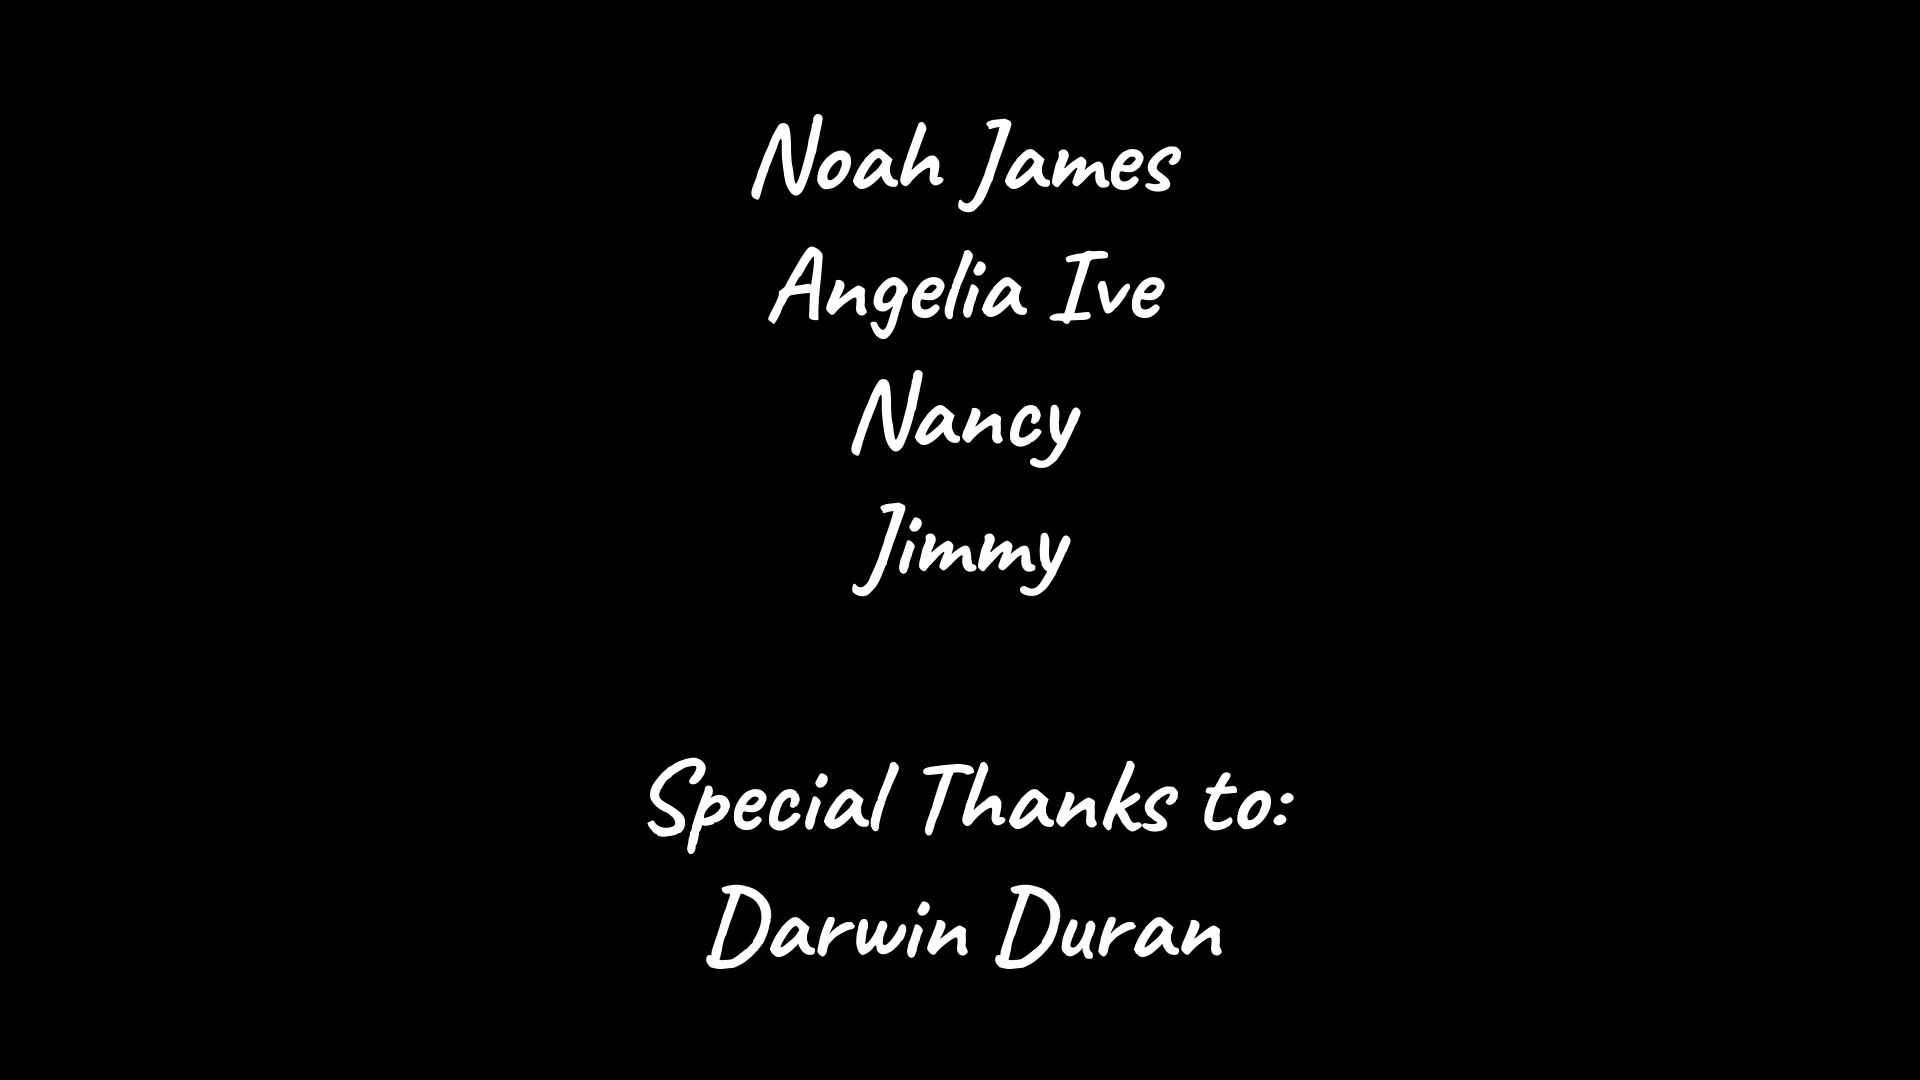 Noah James
Angelia Ive
Nancy
Jimmy
Special Thanks to:
Darwin Duran